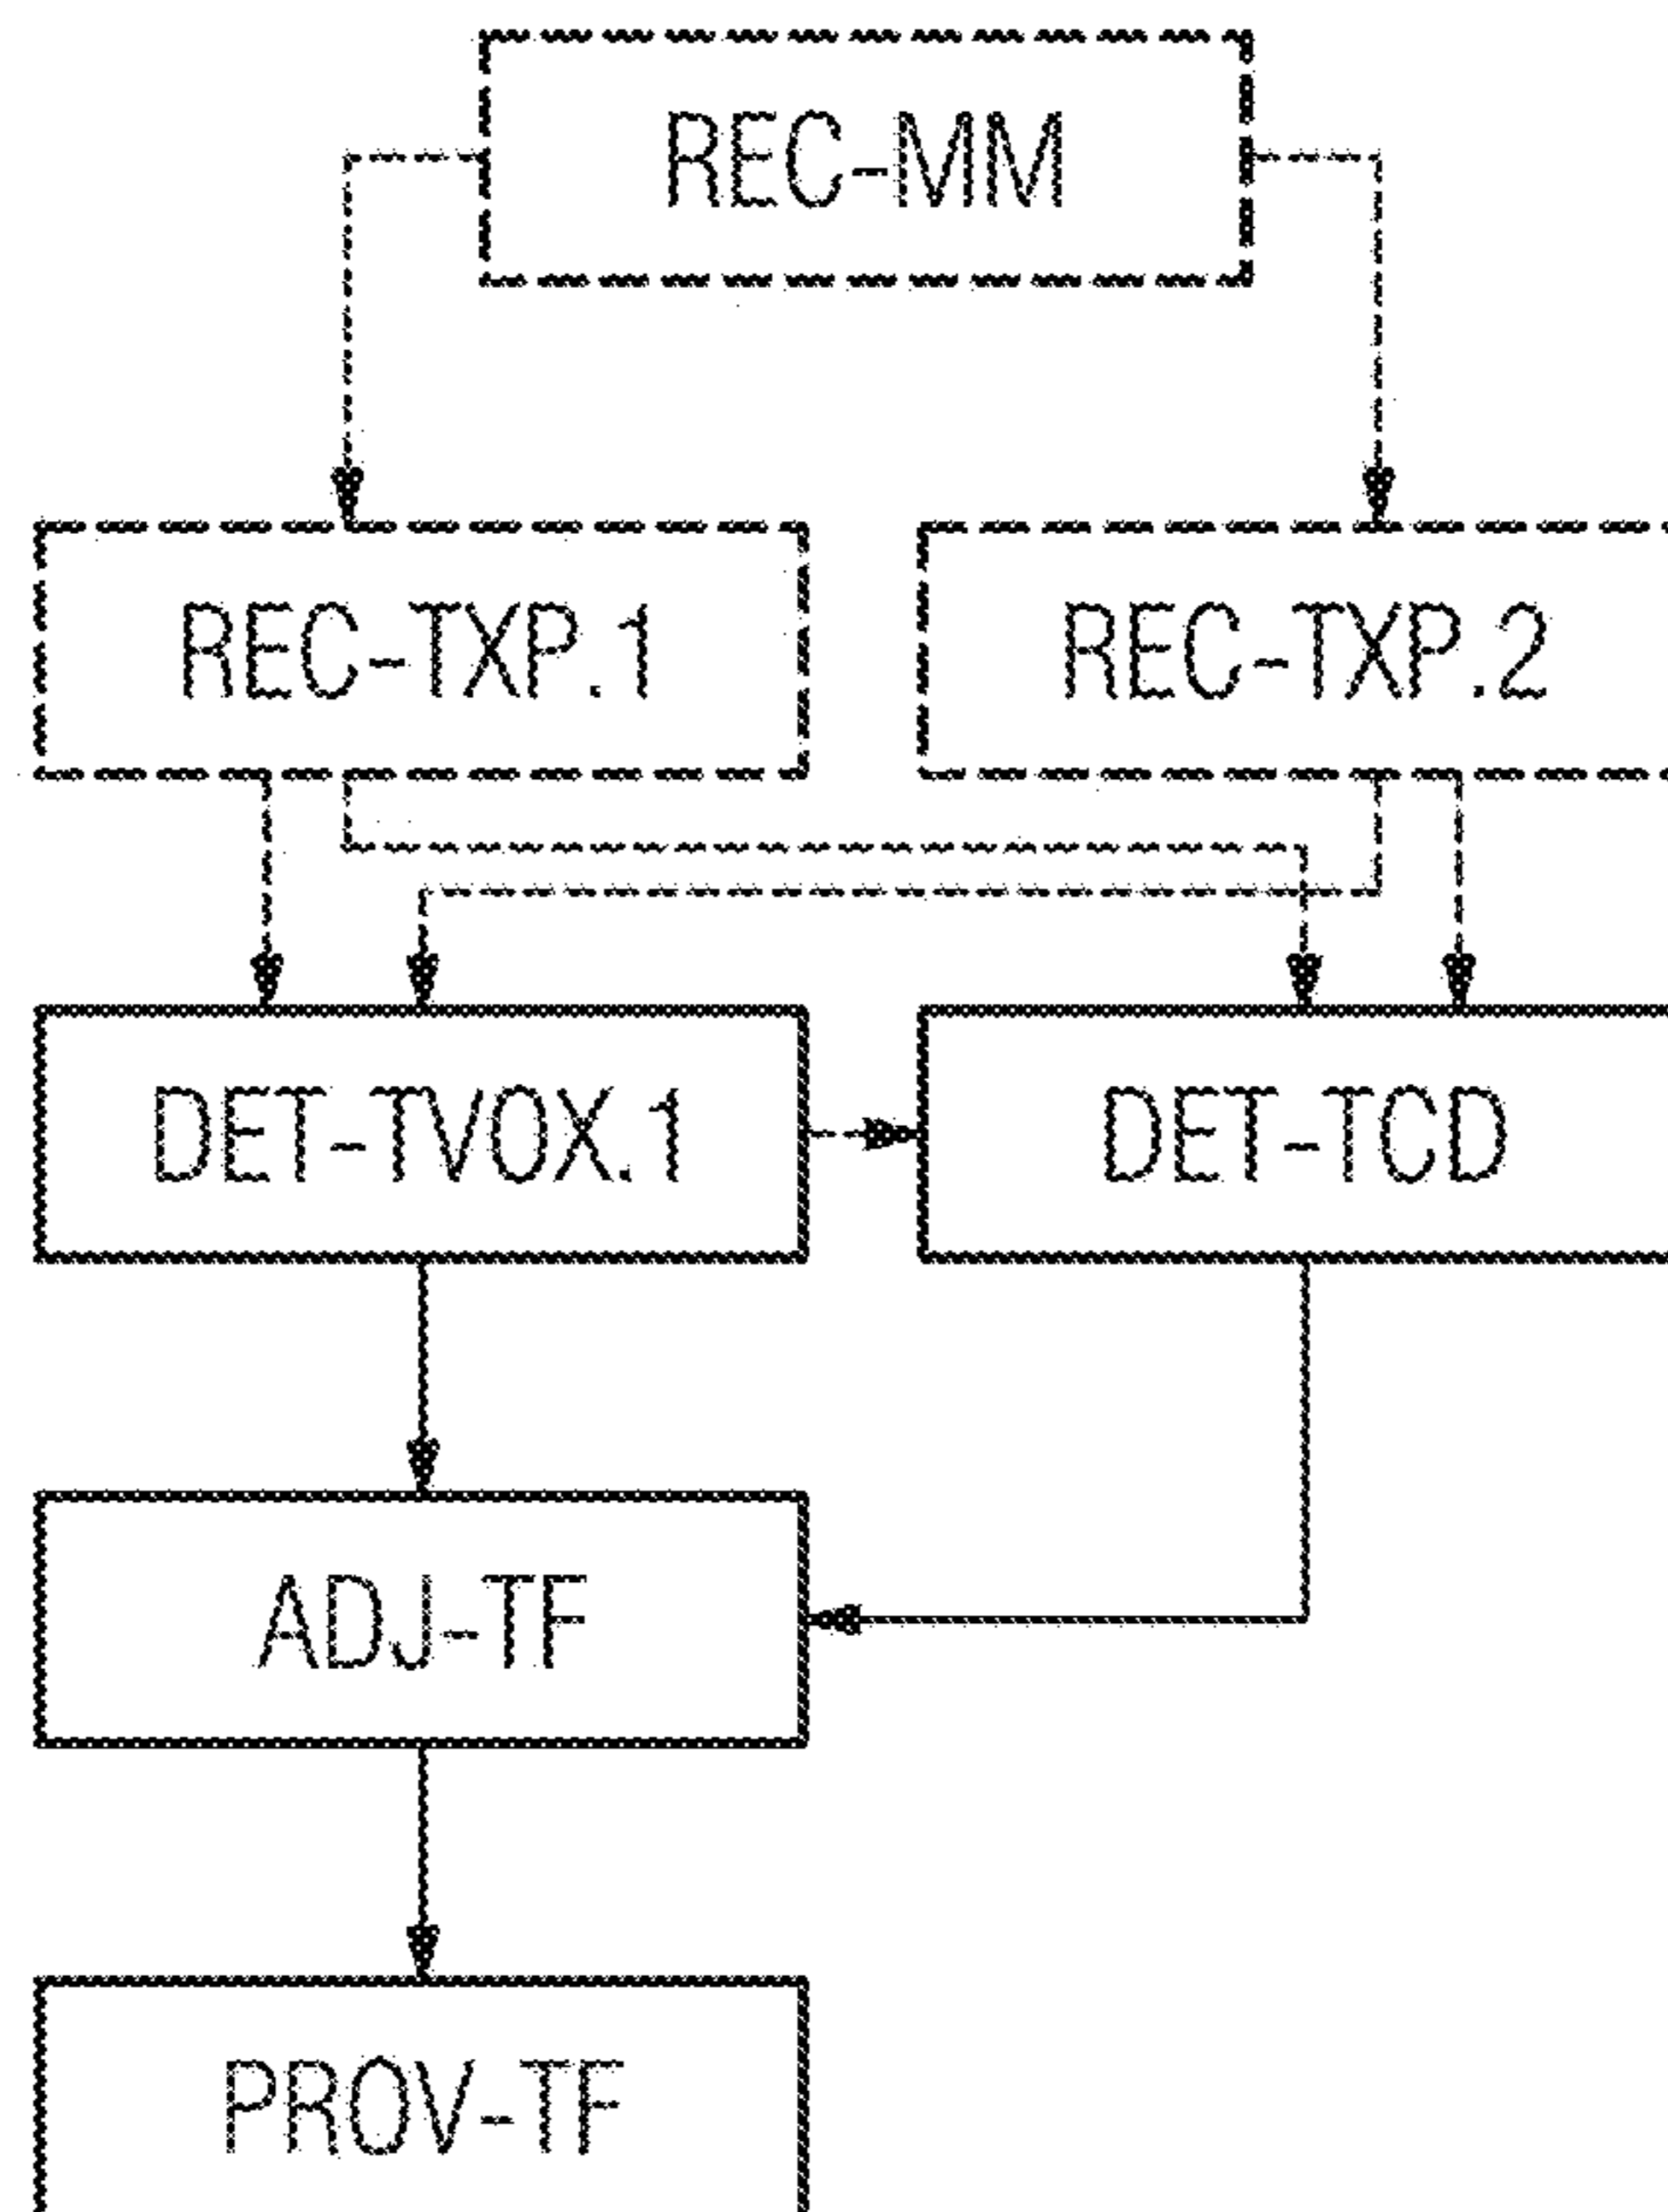 REC-MM
REC-TXP.1
REC-TXP.2
DET-TVOX.1
DET-TCD
ADJ-TF
PROV-TF